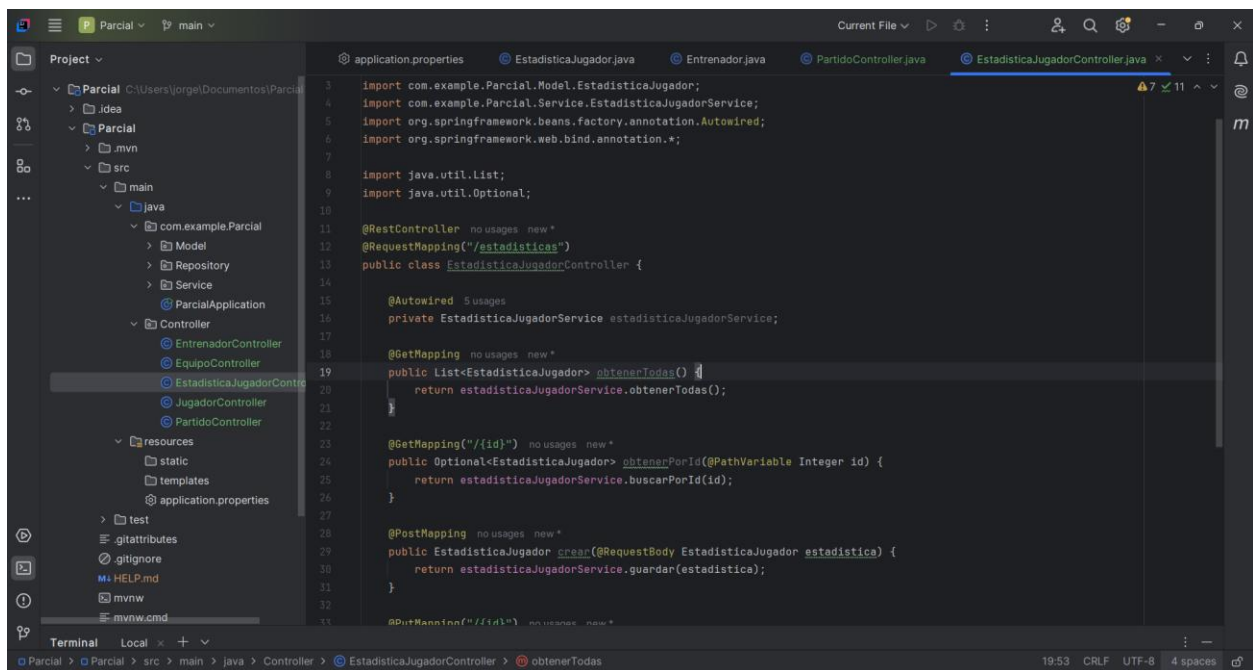 Parcial
main
Current File
Project
application.properties
EstadisticaJugador.java
Entrenador.java
PartidoController.java
EstadisticaJugadorController.java
Parcial C:\Users\jorge\Documentos\Parcial
.idea
Parcial
.mvn
src
main
java
com.example.Parcial
Model
Repository
Service
ParcialApplication
Controller
EntrenadorController
EquipoController
EstadisticaJugadorContro
JugadorController
PartidoController
resources
static
templates
application.properties
test
.gitattributes
.gitignore
M↓ HELP.md
mvnw
mvnw.cmd
7 11
3 import com.example.Parcial.Model.EstadisticaJugador;
4 import com.example.Parcial.Service.EstadisticaJugadorService;
5 import org.springframework.beans.factory.annotation.Autowired;
6 import org.springframework.web.bind.annotation.*;
7
8 import java.util.List;
9 import java.util.Optional;
10
11 @RestController no usages new *
12 @RequestMapping("/estadisticas")
13 public class EstadisticaJugadorController {
14
15 @Autowired 5 usages
16 private EstadisticaJugadorService estadisticaJugadorService;
17
18 @GetMapping no usages new *
19 public List<EstadisticaJugador> obtenerTodas() {
20 return estadisticaJugadorService.obtenerTodas();
21 }
22
23 @GetMapping("/{id}") no usages new *
24 public Optional<EstadisticaJugador> obtenerPorId(@PathVariable Integer id) {
25 return estadisticaJugadorService.buscarPorId(id);
26 }
27
28 @PostMapping no usages new *
29 public EstadisticaJugador crear(@RequestBody EstadisticaJugador estadistica) {
30 return estadisticaJugadorService.guardar(estadistica);
31 }
32
33 @PutMapping("/{id}") no usages new *
Terminal Local
Parcial > Parcial > src > main > java > Controller > EstadisticaJugadorController > obtenerTodas
19:53 CRLF UTF-8 4 spaces